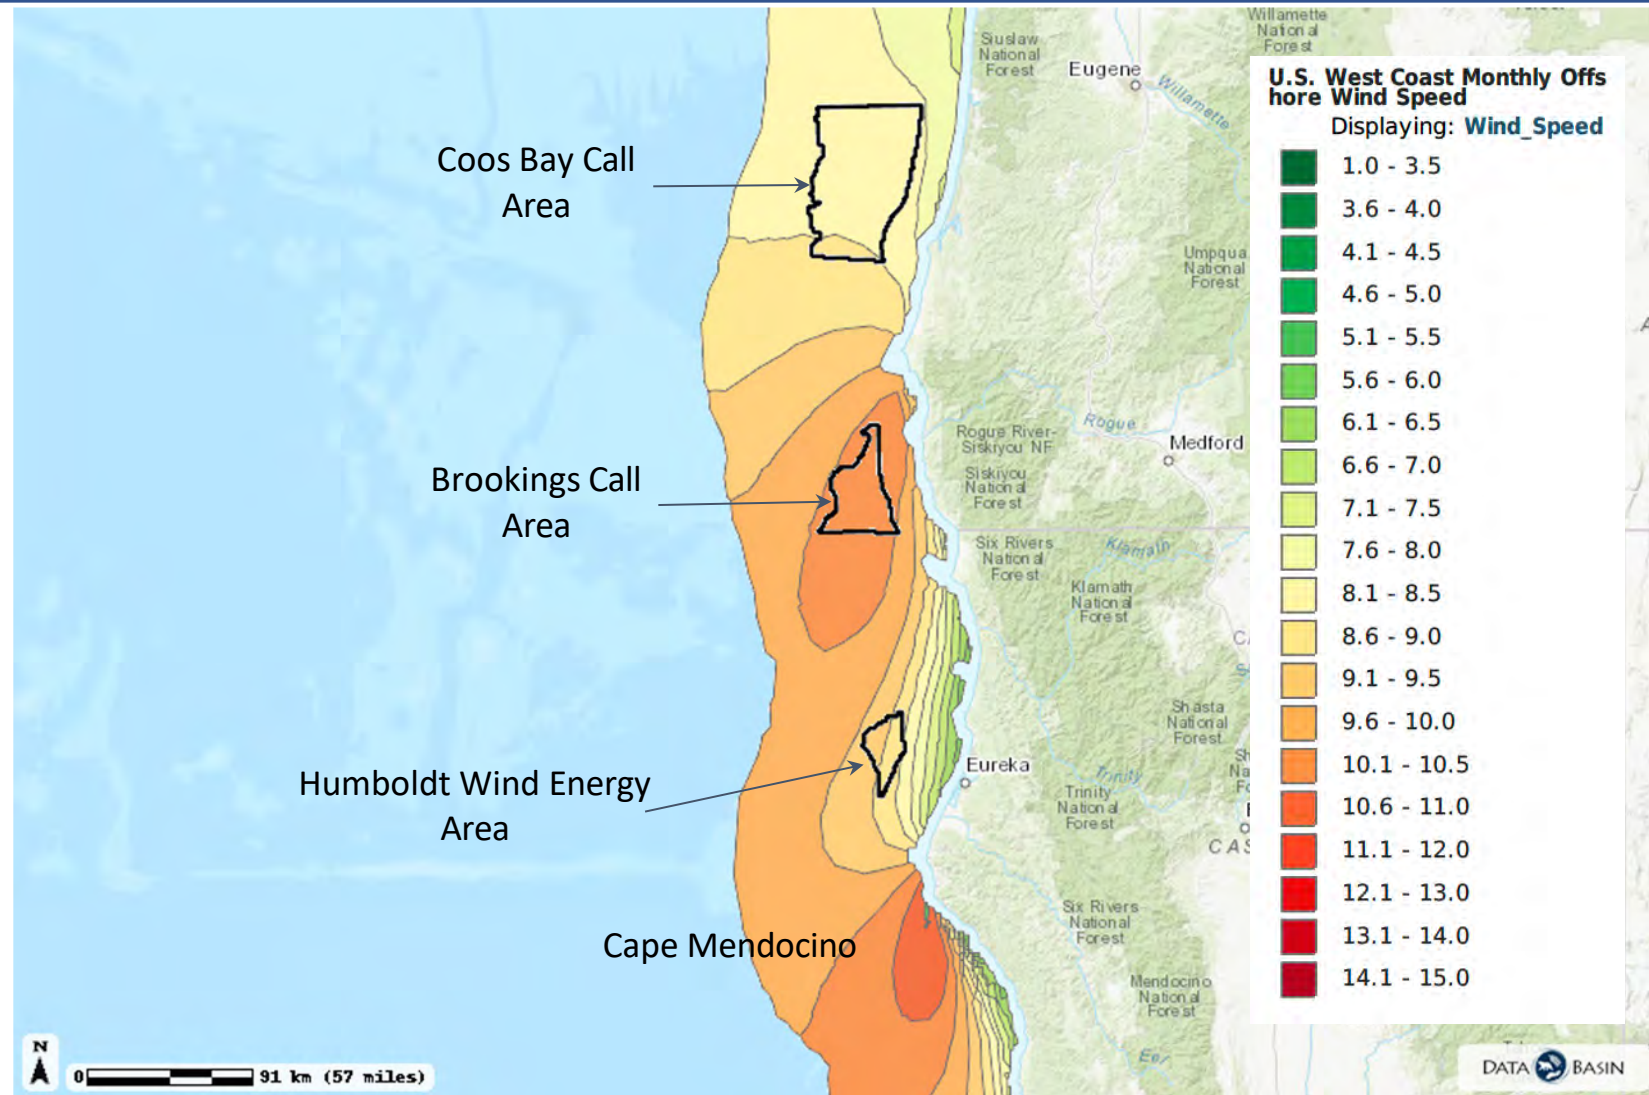 Willamette
National
Forest
Siuslaw
National
Forest
Eugene
Willamette
U.S. West Coast Monthly Offs
hore Wind Speed
Displaying: Wind_Speed
1.0 - 3.5
3.6 - 4.0
4.1 - 4.5
4.6 - 5.0
5.1 - 5.5
5.6 - 6.0
6.1 - 6.5
6.6 - 7.0
7.1 - 7.5
7.6 - 8.0
8.1 - 8.5
8.6 - 9.0
9.1 - 9.5
9.6 - 10.0
10.1 - 10.5
10.6 - 11.0
11.1 - 12.0
12.1 - 13.0
13.1 - 14.0
14.1 - 15.0
Coos Bay Call
Area
Umpqua
National
Forest
Rogue
Rogue River-
Siskiyou NF
Medford
Siskiyou
National
Forest
Brookings Call
Area
Six Rivers
National
Forest
Klamath
Klamath
National
Forest
Shasta
National
Forest
Eureka
Trinity
Trinity
National
Forest
Humboldt Wind Energy
Area
CAS
Six Rivers
National
Forest
Cape Mendocino
Mendocino
National
Forest
Eel
N
0 91 km (57 miles)
DATA BASIN